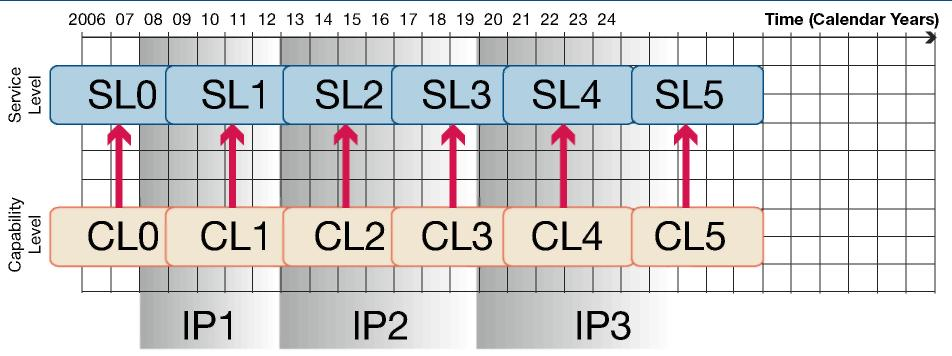 2006 07 08 09 10 11 12 13 14 15 16 17 18 19 20 21 22 23 24 Time (Calendar Years)
Service
Level
SL0 SL1 SL2 SL3 SL4 SL5
Capability
Level
CL0 CL1 CL2 CL3 CL4 CL5
IP1 IP2 IP3